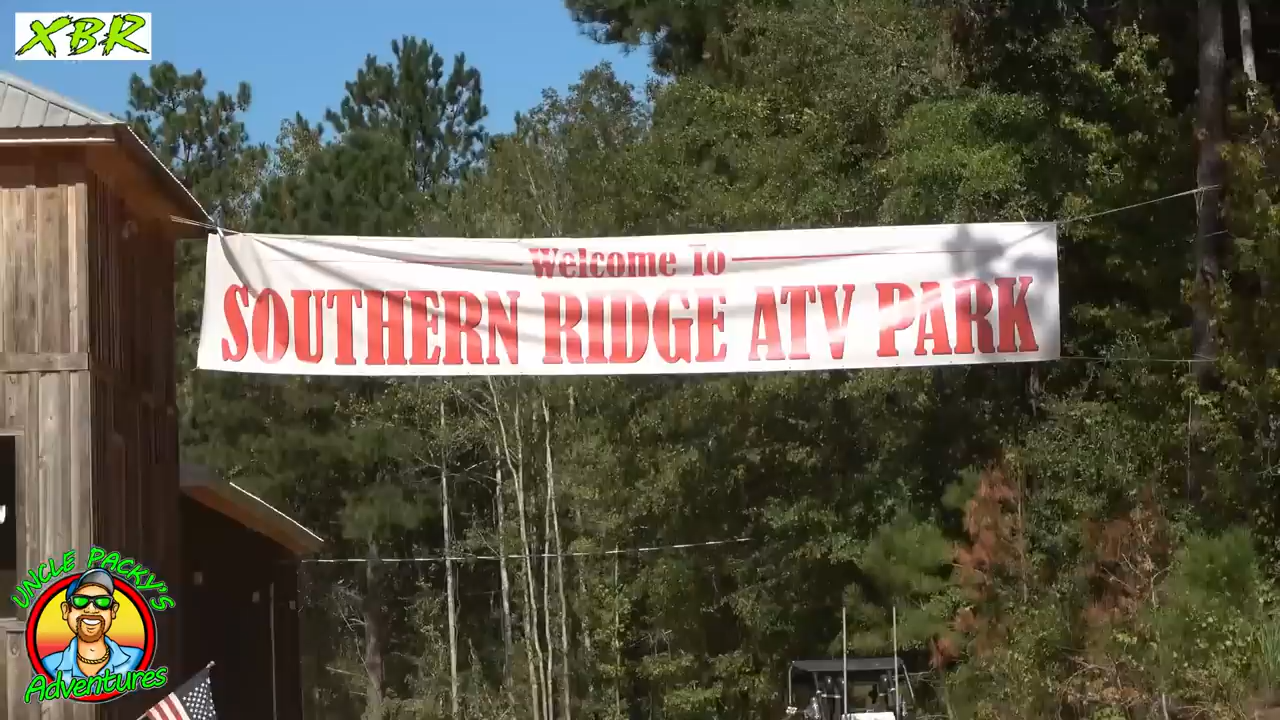 XBR
Welcome To
SOUTHERN RIDGE ATV PARK
UNCLE PACKY'S
Adventures